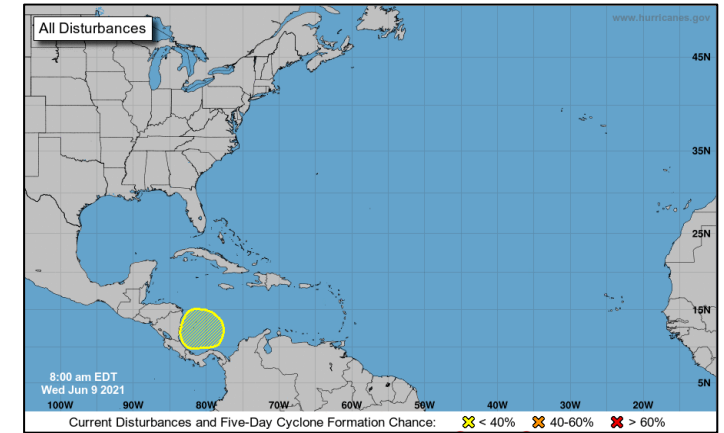 All Disturbances
www.hurricanes.gov
45N
35N
25N
15N
5N
8:00 am EDT
Wed Jun 9 2021
100W 90W 80W 70W 60W 50W 40W 30W 20W
Current Disturbances and Five-Day Cyclone Formation Chance: < 40% 40-60% > 60%